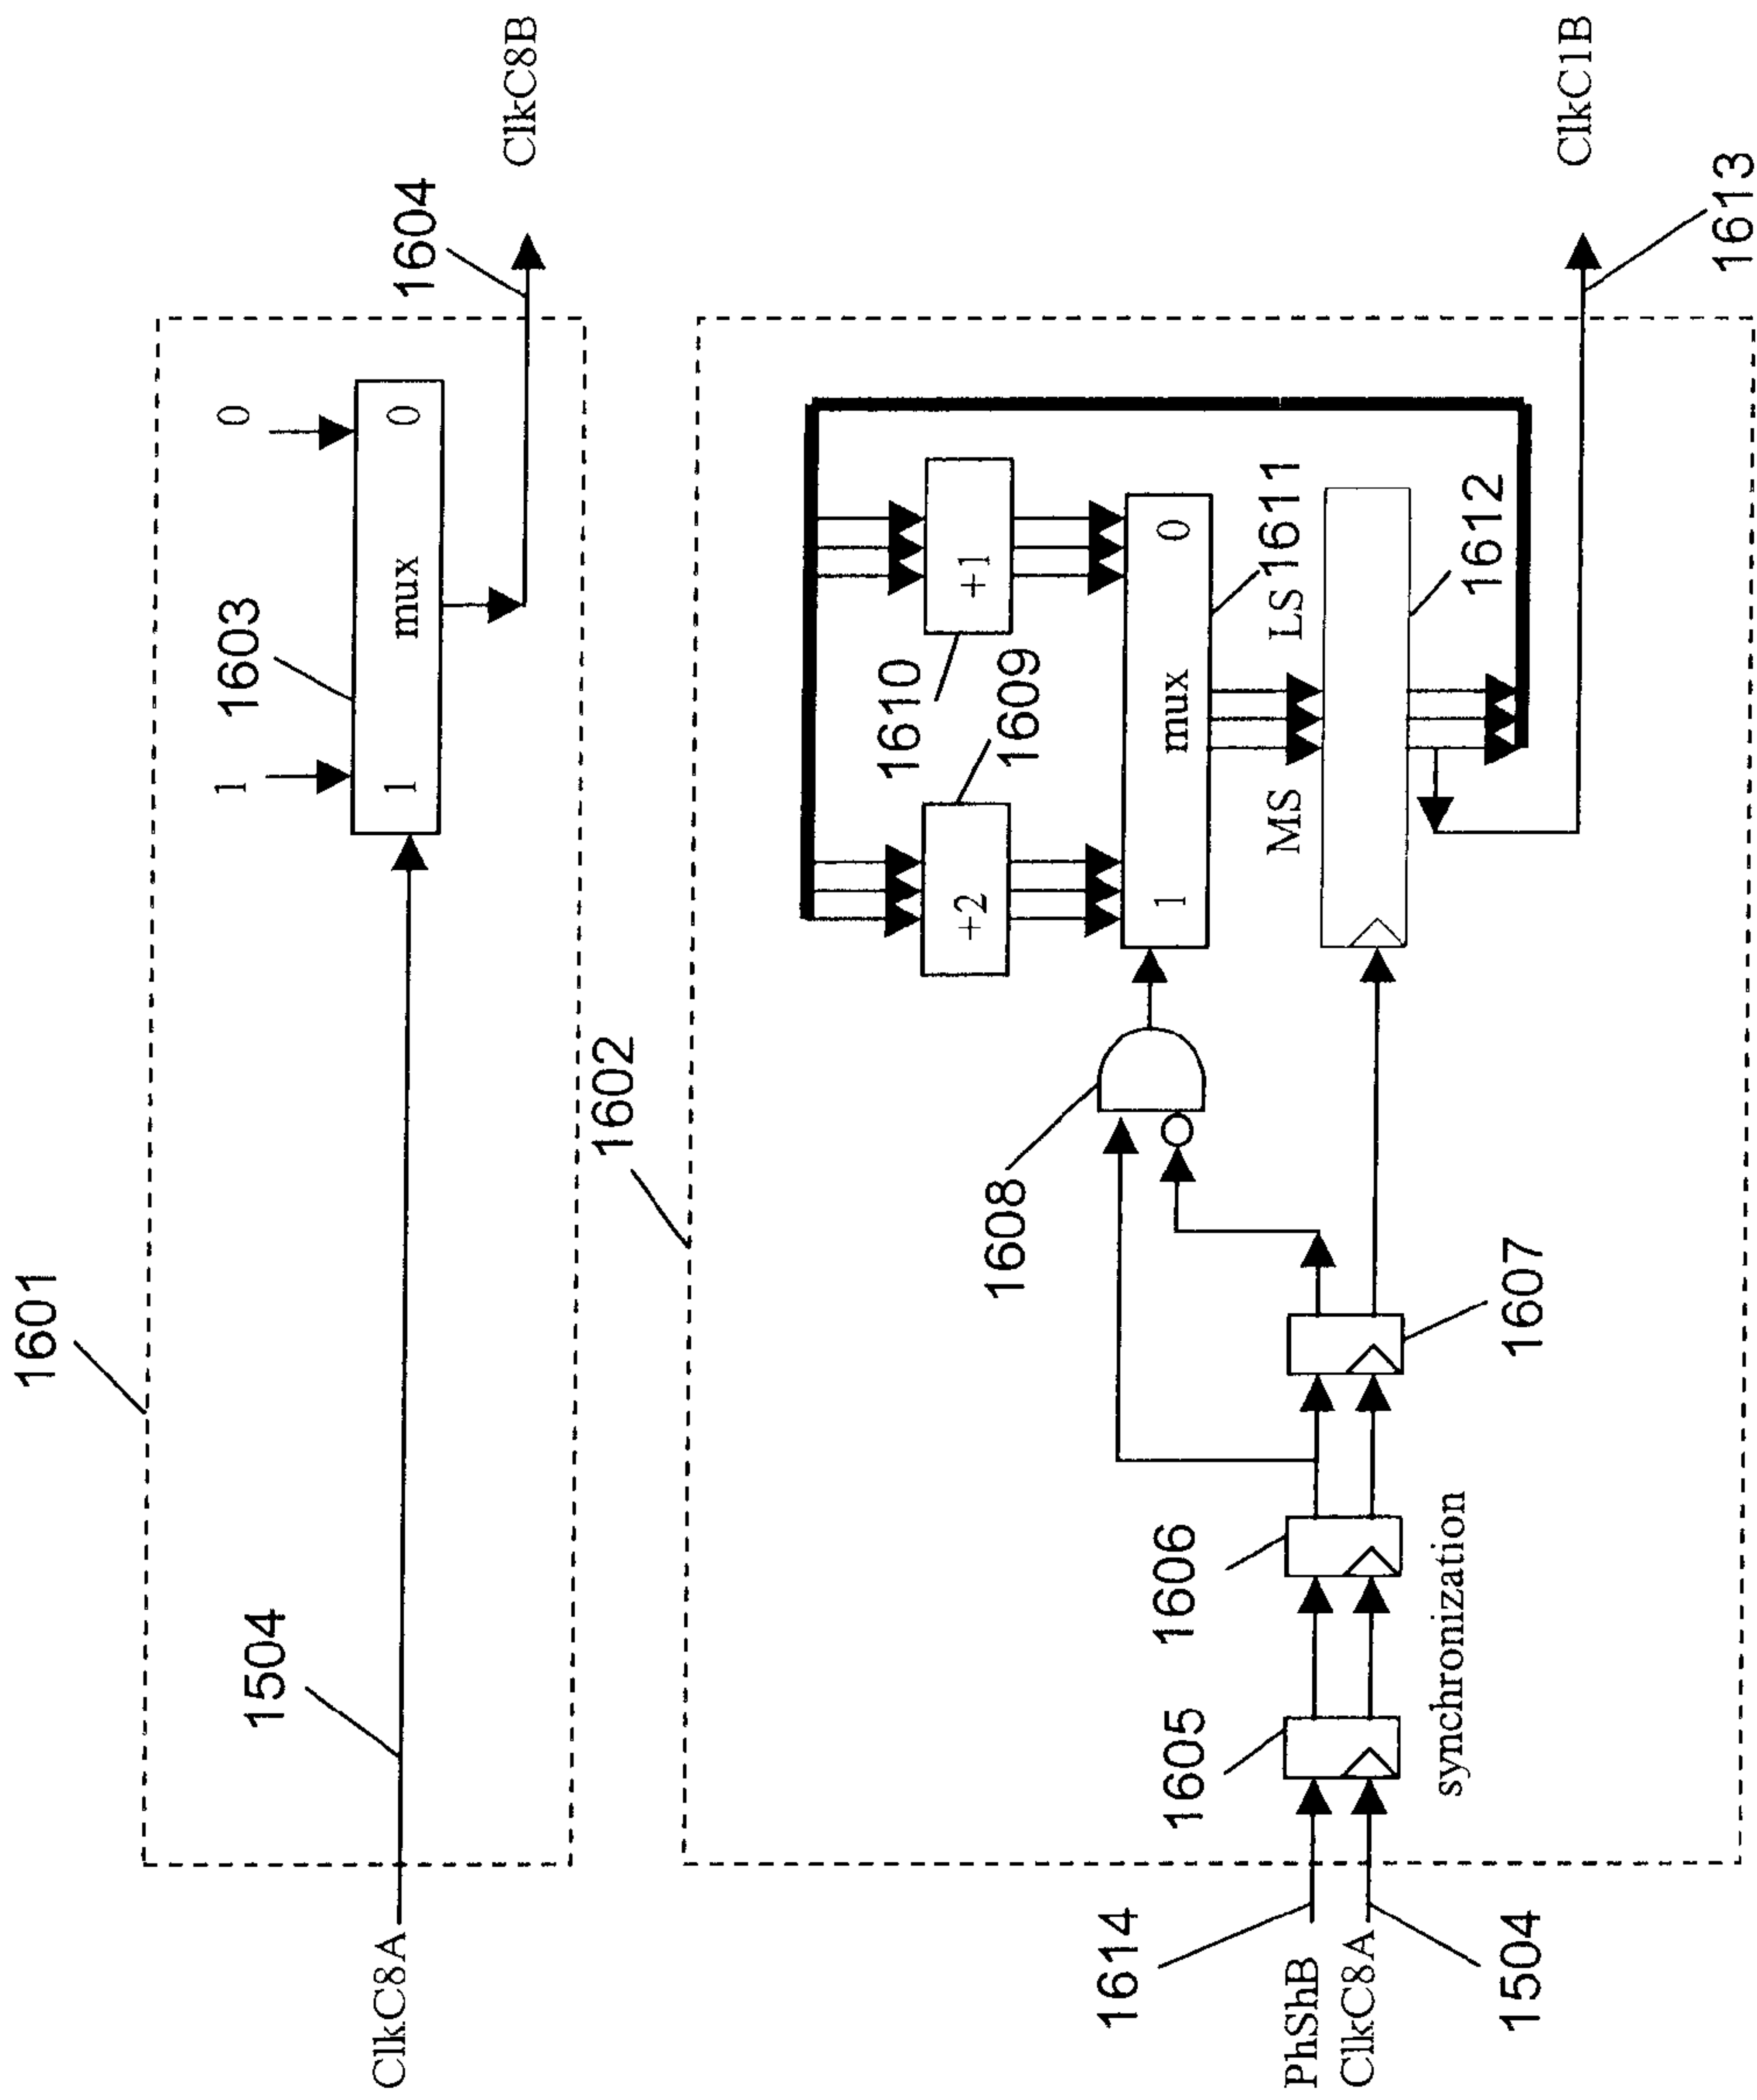 1601
ClkC8A
1504
1603
1
0
1
mux
0
1604
ClkC8B
1602
PhShB
ClkC8A
1614
1504
1605
1606
synchronization
1607
1608
+2
+1
1610
1609
1
mux
0
1611
MS
LS
1612
1613
ClkC1B